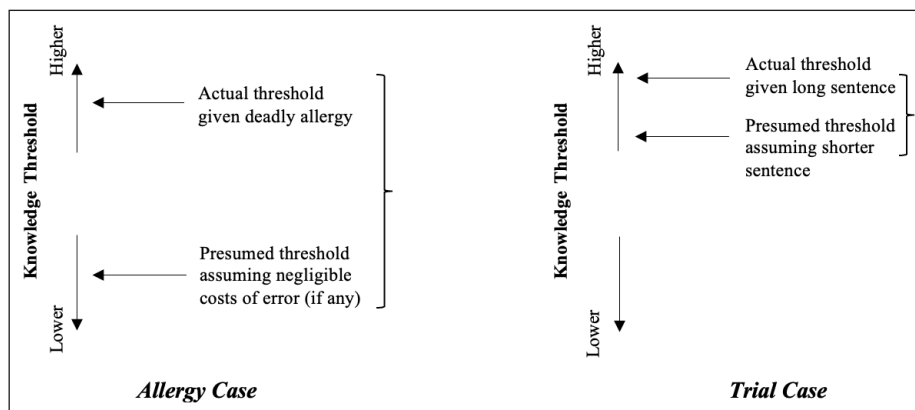 Higher
Knowledge Threshold
Lower
Actual threshold
given deadly allergy
Presumed threshold
assuming negligible
costs of error (if any)
Allergy Case
Higher
Knowledge Threshold
Lower
Actual threshold
given long sentence
Presumed threshold
assuming shorter
sentence
Trial Case